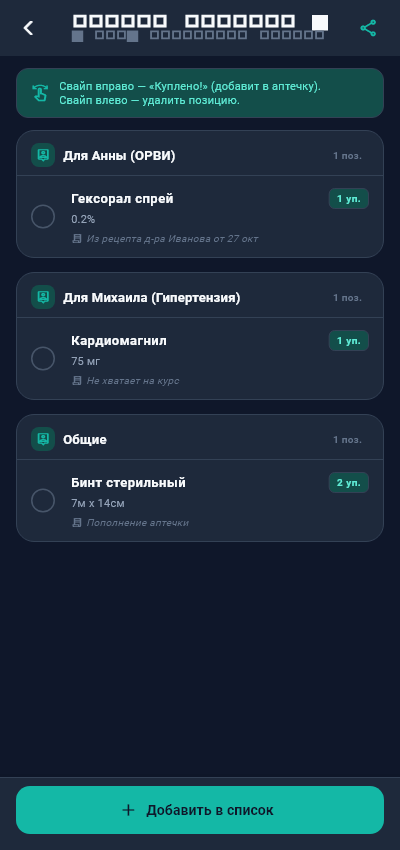 Свайп вправо — «Куплено!» (добавит в аптечку).
Свайп влево — удалить позицию.
Для Анны (ОРВИ)
1 поз.
Гексорал спрей
1 уп.
0.2%
Из рецепта д-ра Иванова от 27 окт
Для Михаила (Гипертензия)
1 поз.
Кардиомагнил
1 уп.
75 мг
Не хватает на курс
Общие
1 поз.
Бинт стерильный
2 уп.
7м x 14см
Пополнение аптечки
Добавить в список